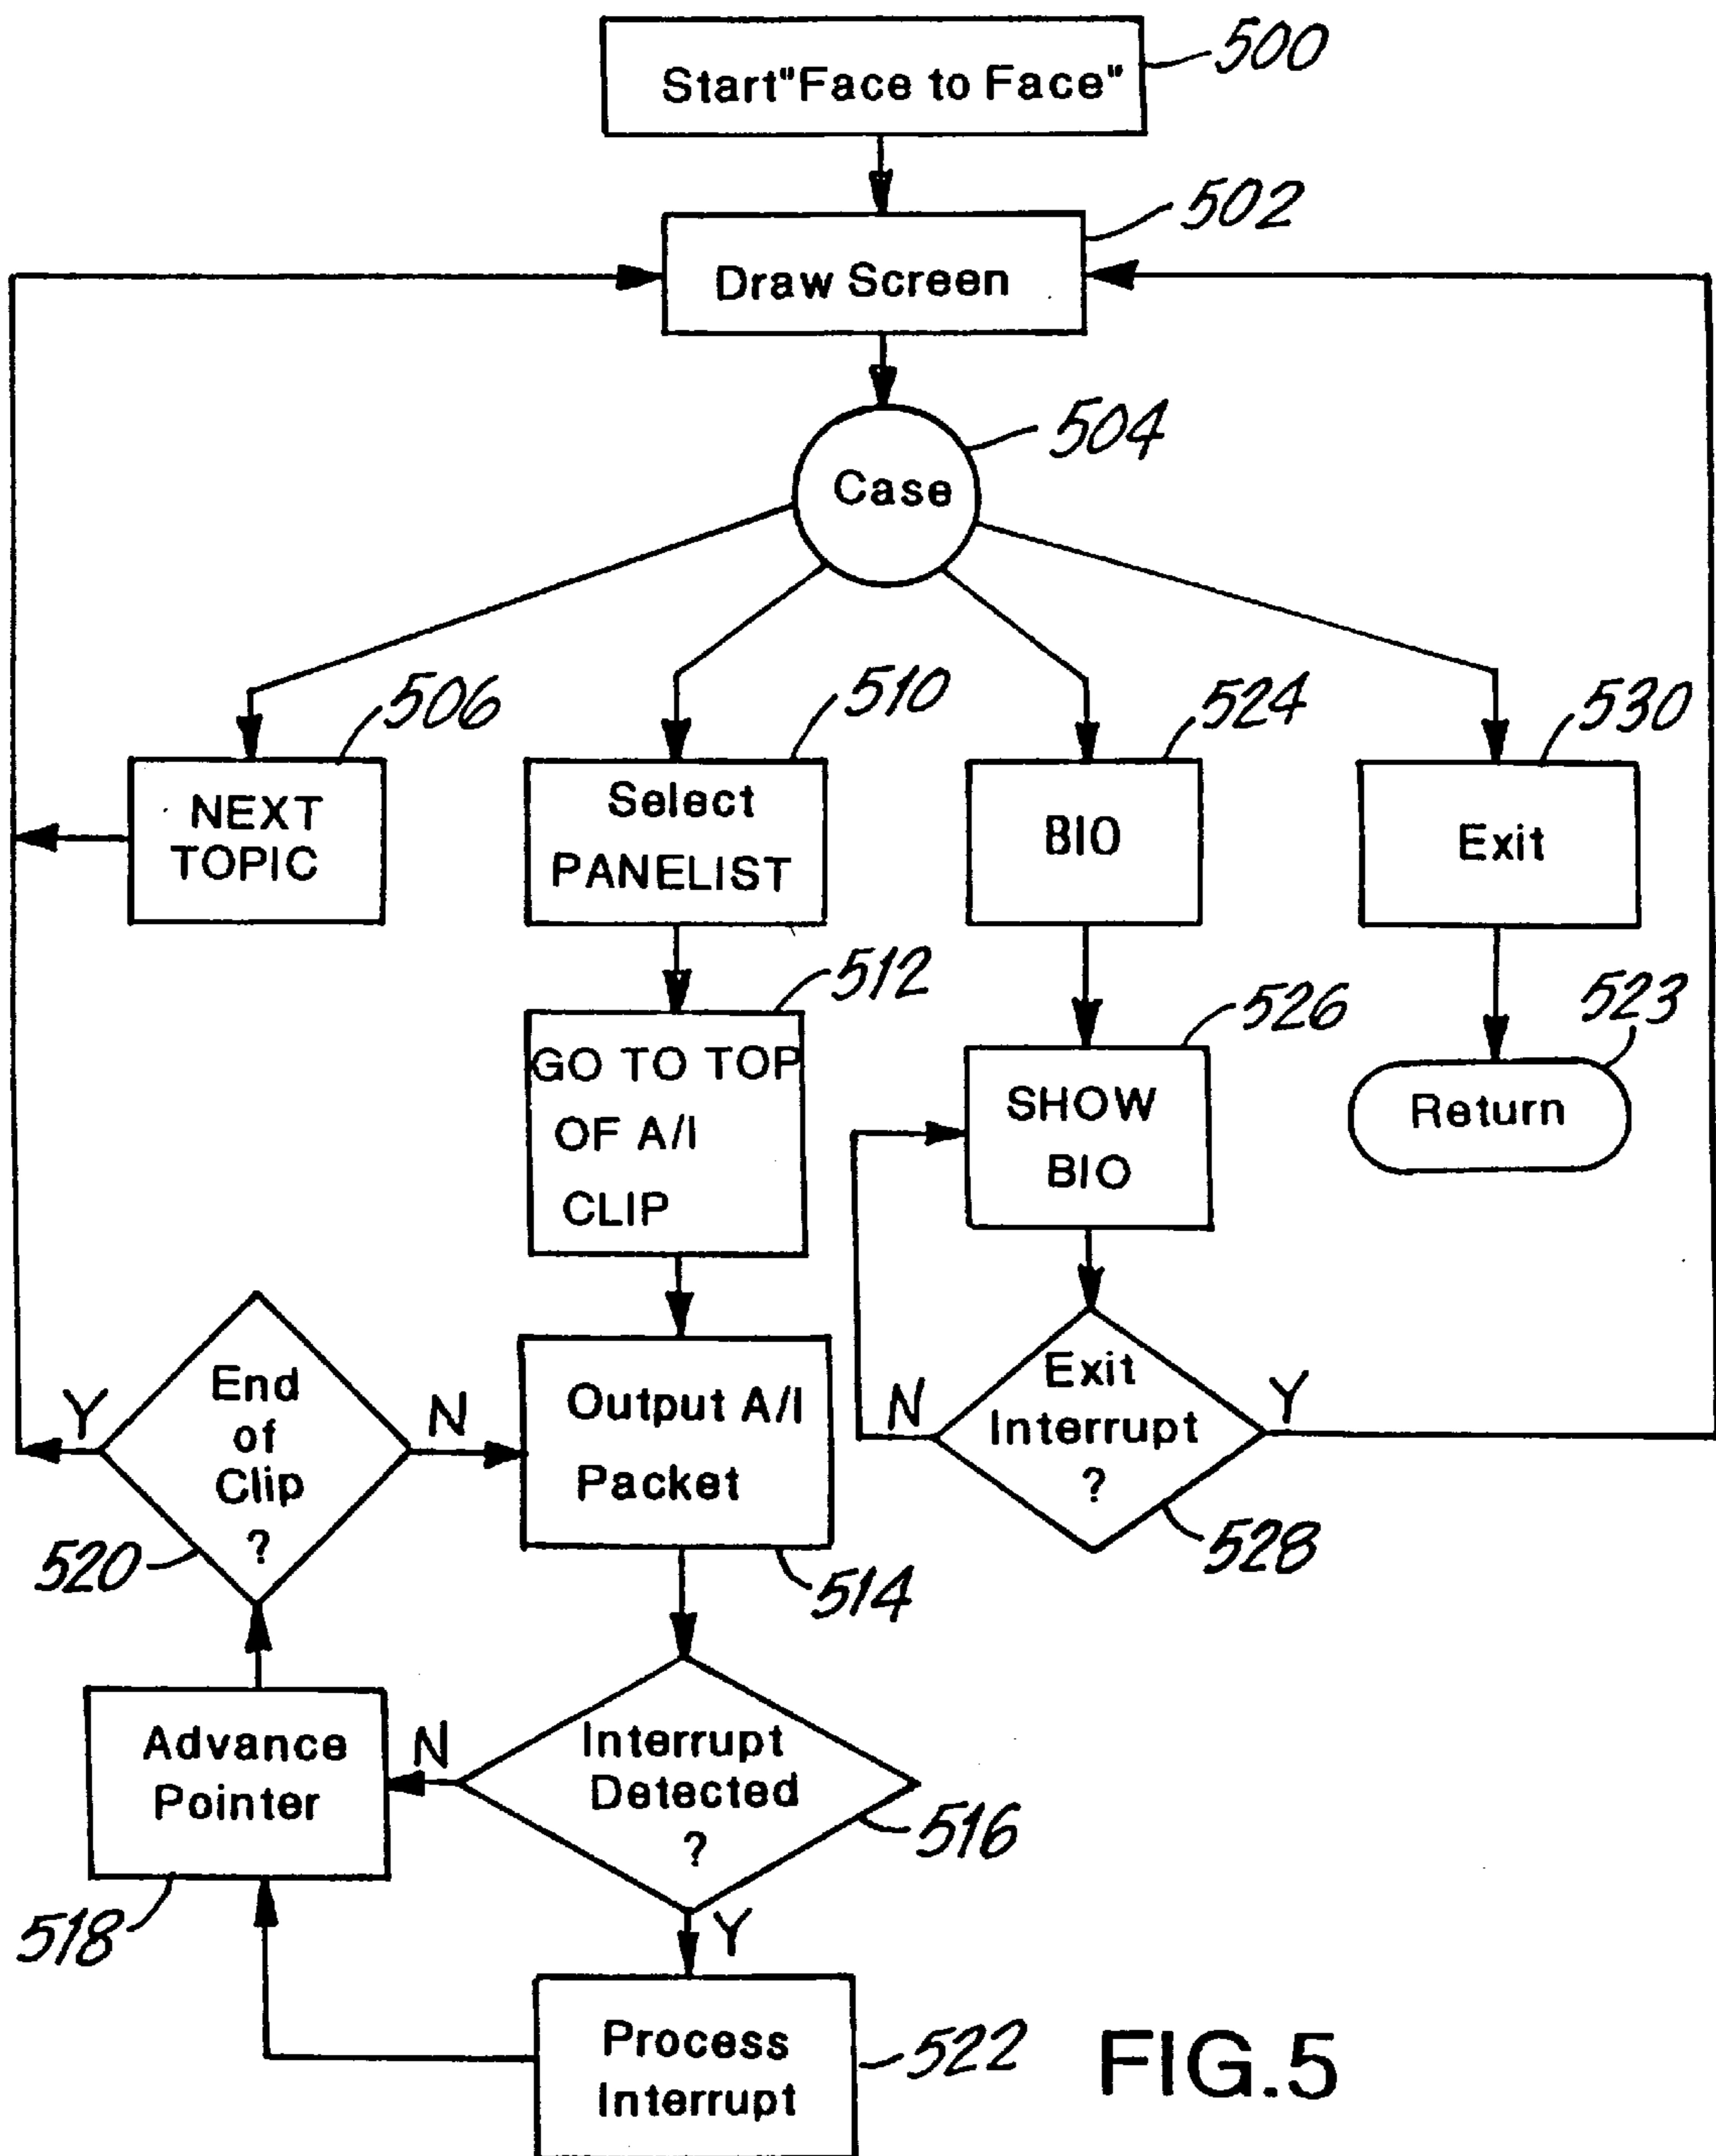 500
Start"Face to Face"
502
Draw Screen
504
Case
506
510
524
530
NEXT
TOPIC
Select
PANELIST
BIO
Exit
512
526
523
GO TO TOP
OF A/I
CLIP
SHOW
BIO
Return
End
of
Clip
?
Y
N
520
Output A/I
Packet
514
Exit
Interrupt
?
N
Y
528
Advance
Pointer
518
N
Interrupt
Detected
?
516
Y
Process
Interrupt
522
FIG.5